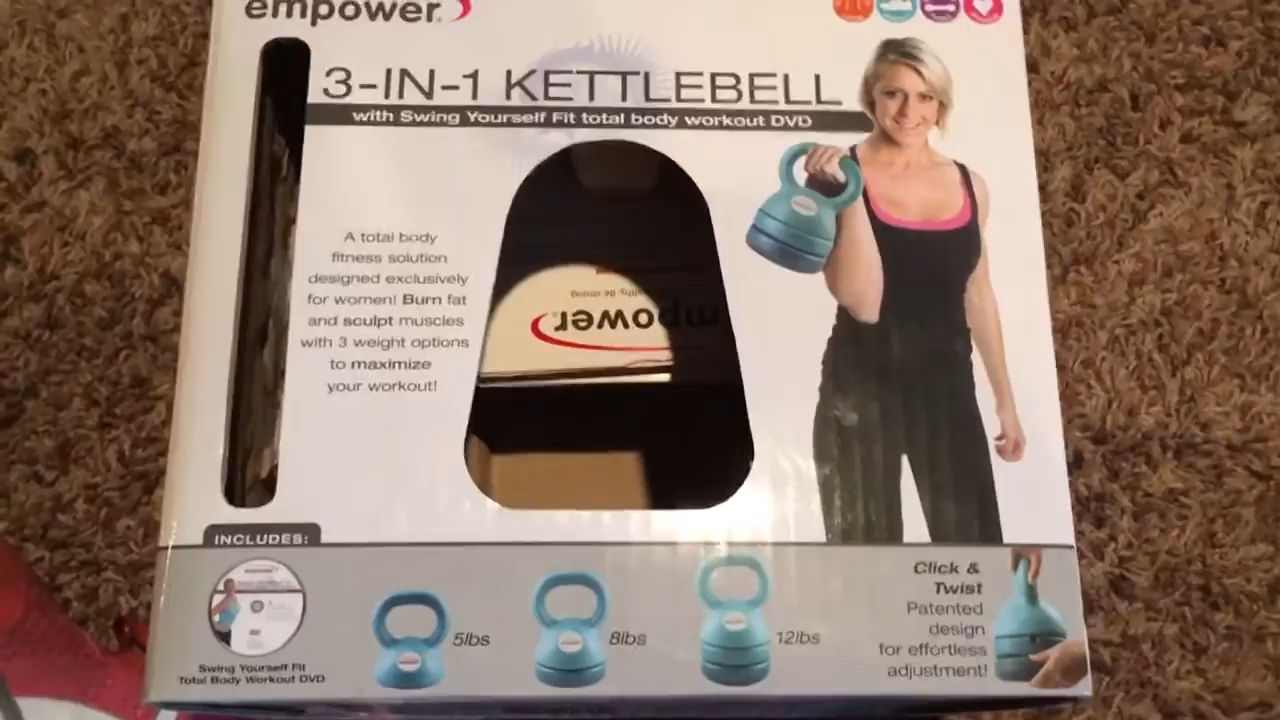 empower
3-IN-1 KETTLEBELL
with Swing Yourself Fit total body workout DVD
A total body
fitness solution
designed exclusively
for women! Burn fat
and sculpt muscles
with 3 weight options
to maximize
your workout!
mpower
INCLUDES:
Swing Yourself Fit
Total Body Workout DVD
5lbs
8lbs
12lbs
Click &
Twist
Patented
design
for effortless
adjustment!